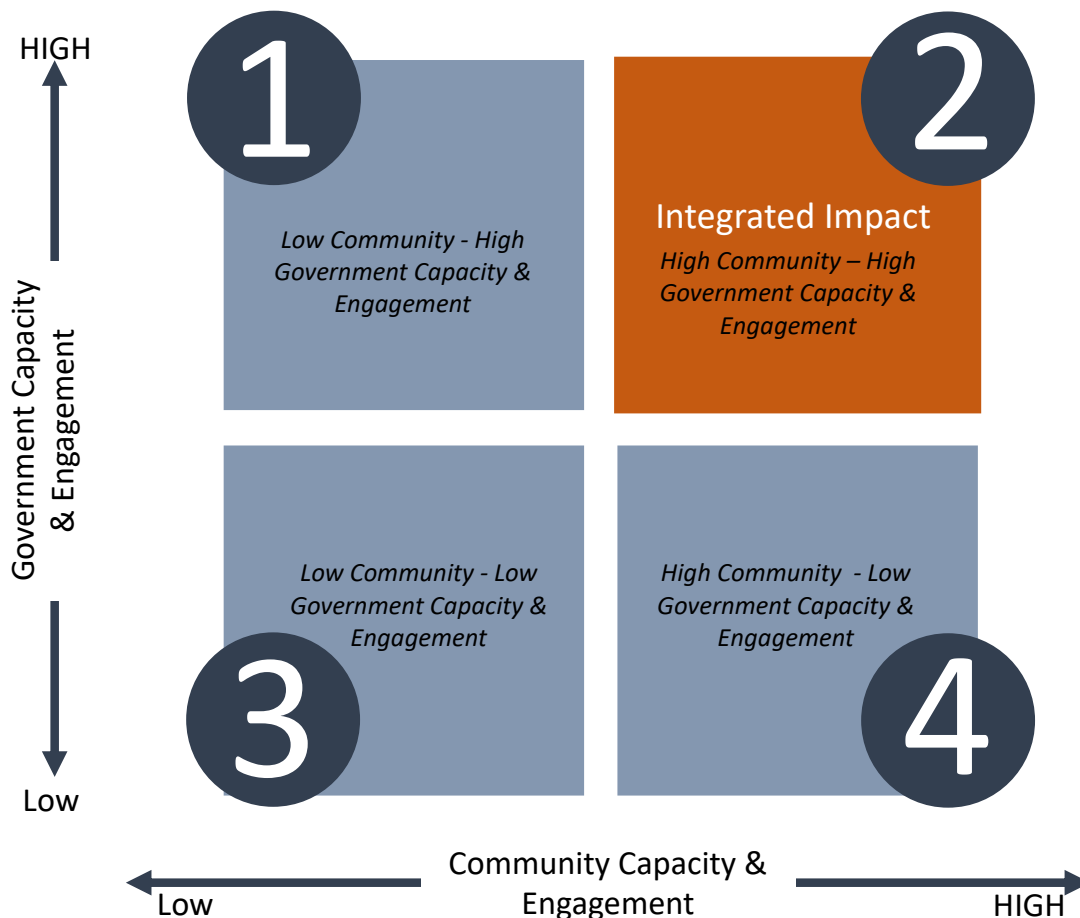 HIGH
1
2
Low Community - High
Government Capacity &
Engagement
Integrated Impact
High Community – High
Government Capacity &
Engagement
Government Capacity
& Engagement
Low Community - Low
Government Capacity &
Engagement
High Community  - Low
Government Capacity &
Engagement
3
4
Low
Community Capacity &
Engagement
Low
HIGH